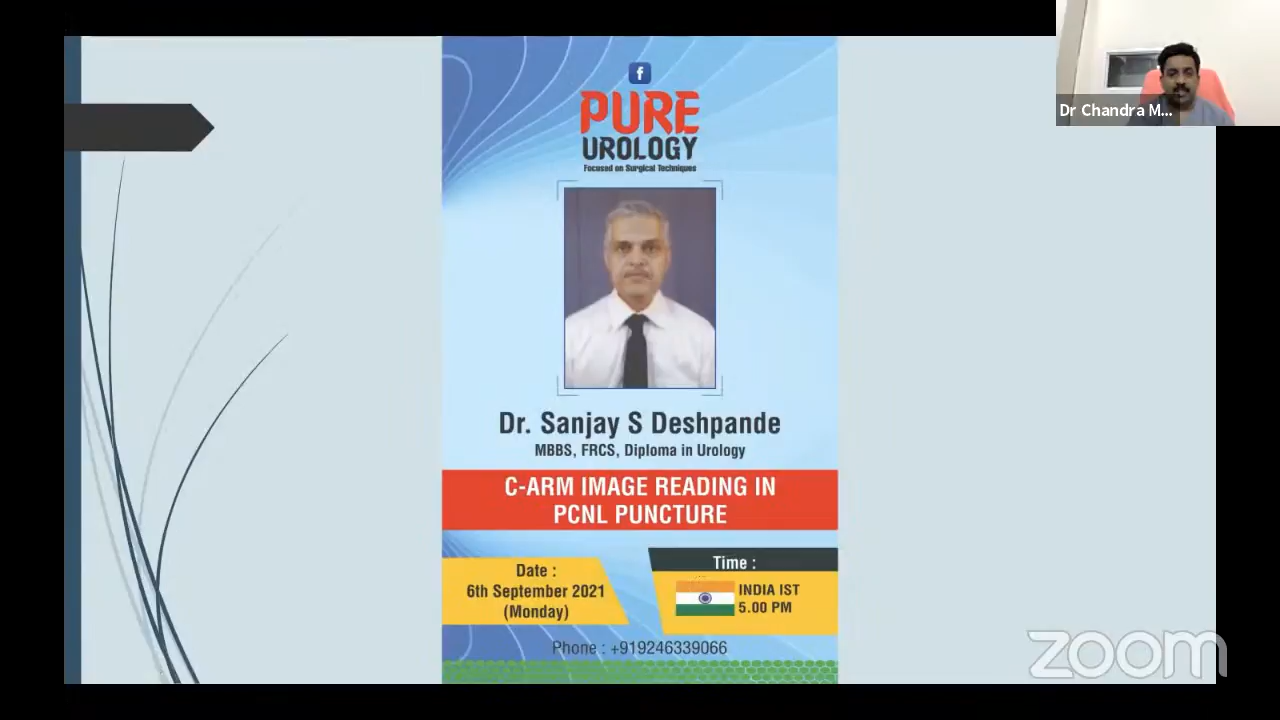 f
PURE
UROLOGY
Focused on Surgical Techniques
Dr Chandra M...
Dr. Sanjay S Deshpande
MBBS, FRCS, Diploma in Urology
C-ARM IMAGE READING IN
PCNL PUNCTURE
Date :
6th September 2021
(Monday)
Time :
INDIA IST
5.00 PM
Phone : +919246339066
zoom